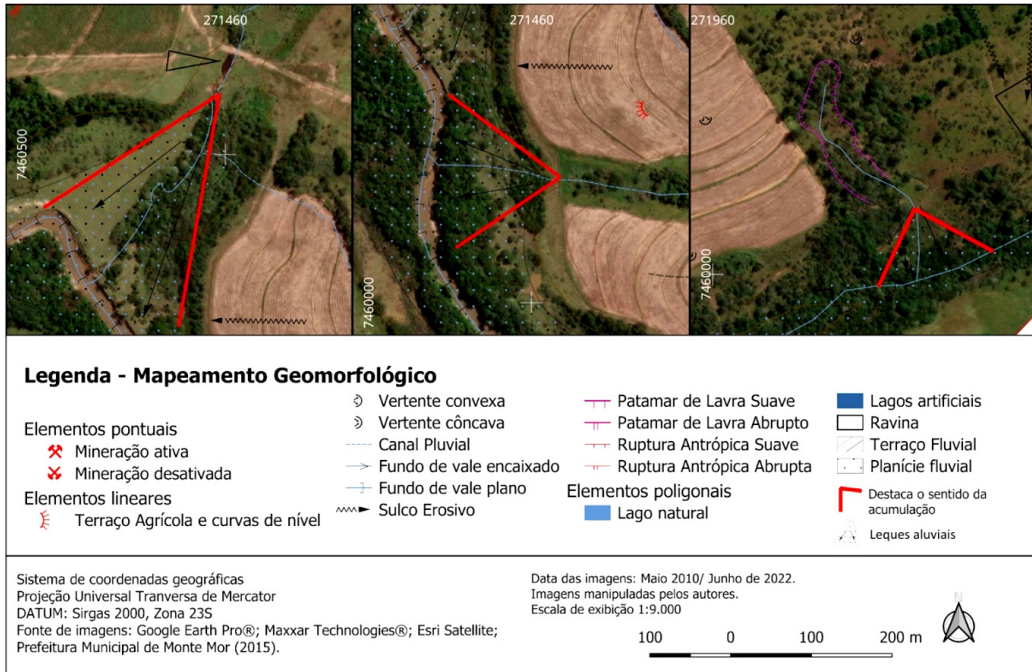 271460
271460
271960
7460500
7460000
7460000
Legenda - Mapeamento Geomorfológico
Elementos pontuais
Mineração ativa
Mineração desativada
Elementos lineares
Terraço Agrícola e curvas de nível
Vertente convexa
Vertente côncava
Canal Pluvial
Fundo de vale encaixado
Fundo de vale plano
Sulco Erosivo
Patamar de Lavra Suave
Patamar de Lavra Abrupto
Ruptura Antrópica Suave
Ruptura Antrópica Abrupta
Elementos poligonais
Lago natural
Lagos artificiais
Ravina
Terraço Fluvial
Planície fluvial
Destaca o sentido da
acumulação
Leques aluviais
Sistema de coordenadas geográficas
Projeção Universal Tranversa de Mercator
DATUM: Sirgas 2000, Zona 23S
Fonte de imagens: Google Earth Pro®; Maxxar Technologies®; Esri Satellite;
Prefeitura Municipal de Monte Mor (2015).
Data das imagens: Maio 2010/ Junho de 2022.
Imagens manipuladas pelos autores.
Escala de exibição 1:9.000
100 0 100 200 m
N